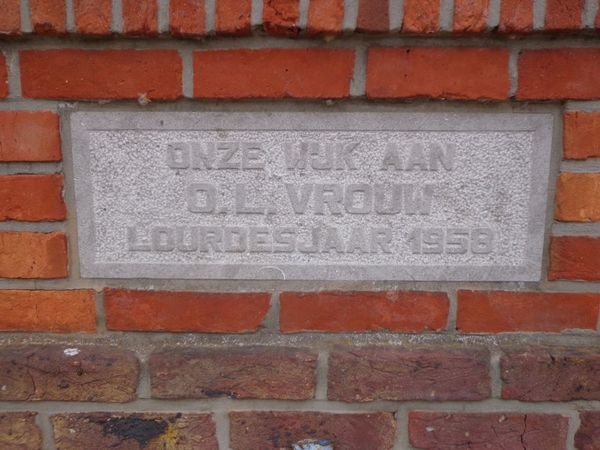 ONZE WIJK AAN
O.L. VROUW
LOURDESJAAR 1958